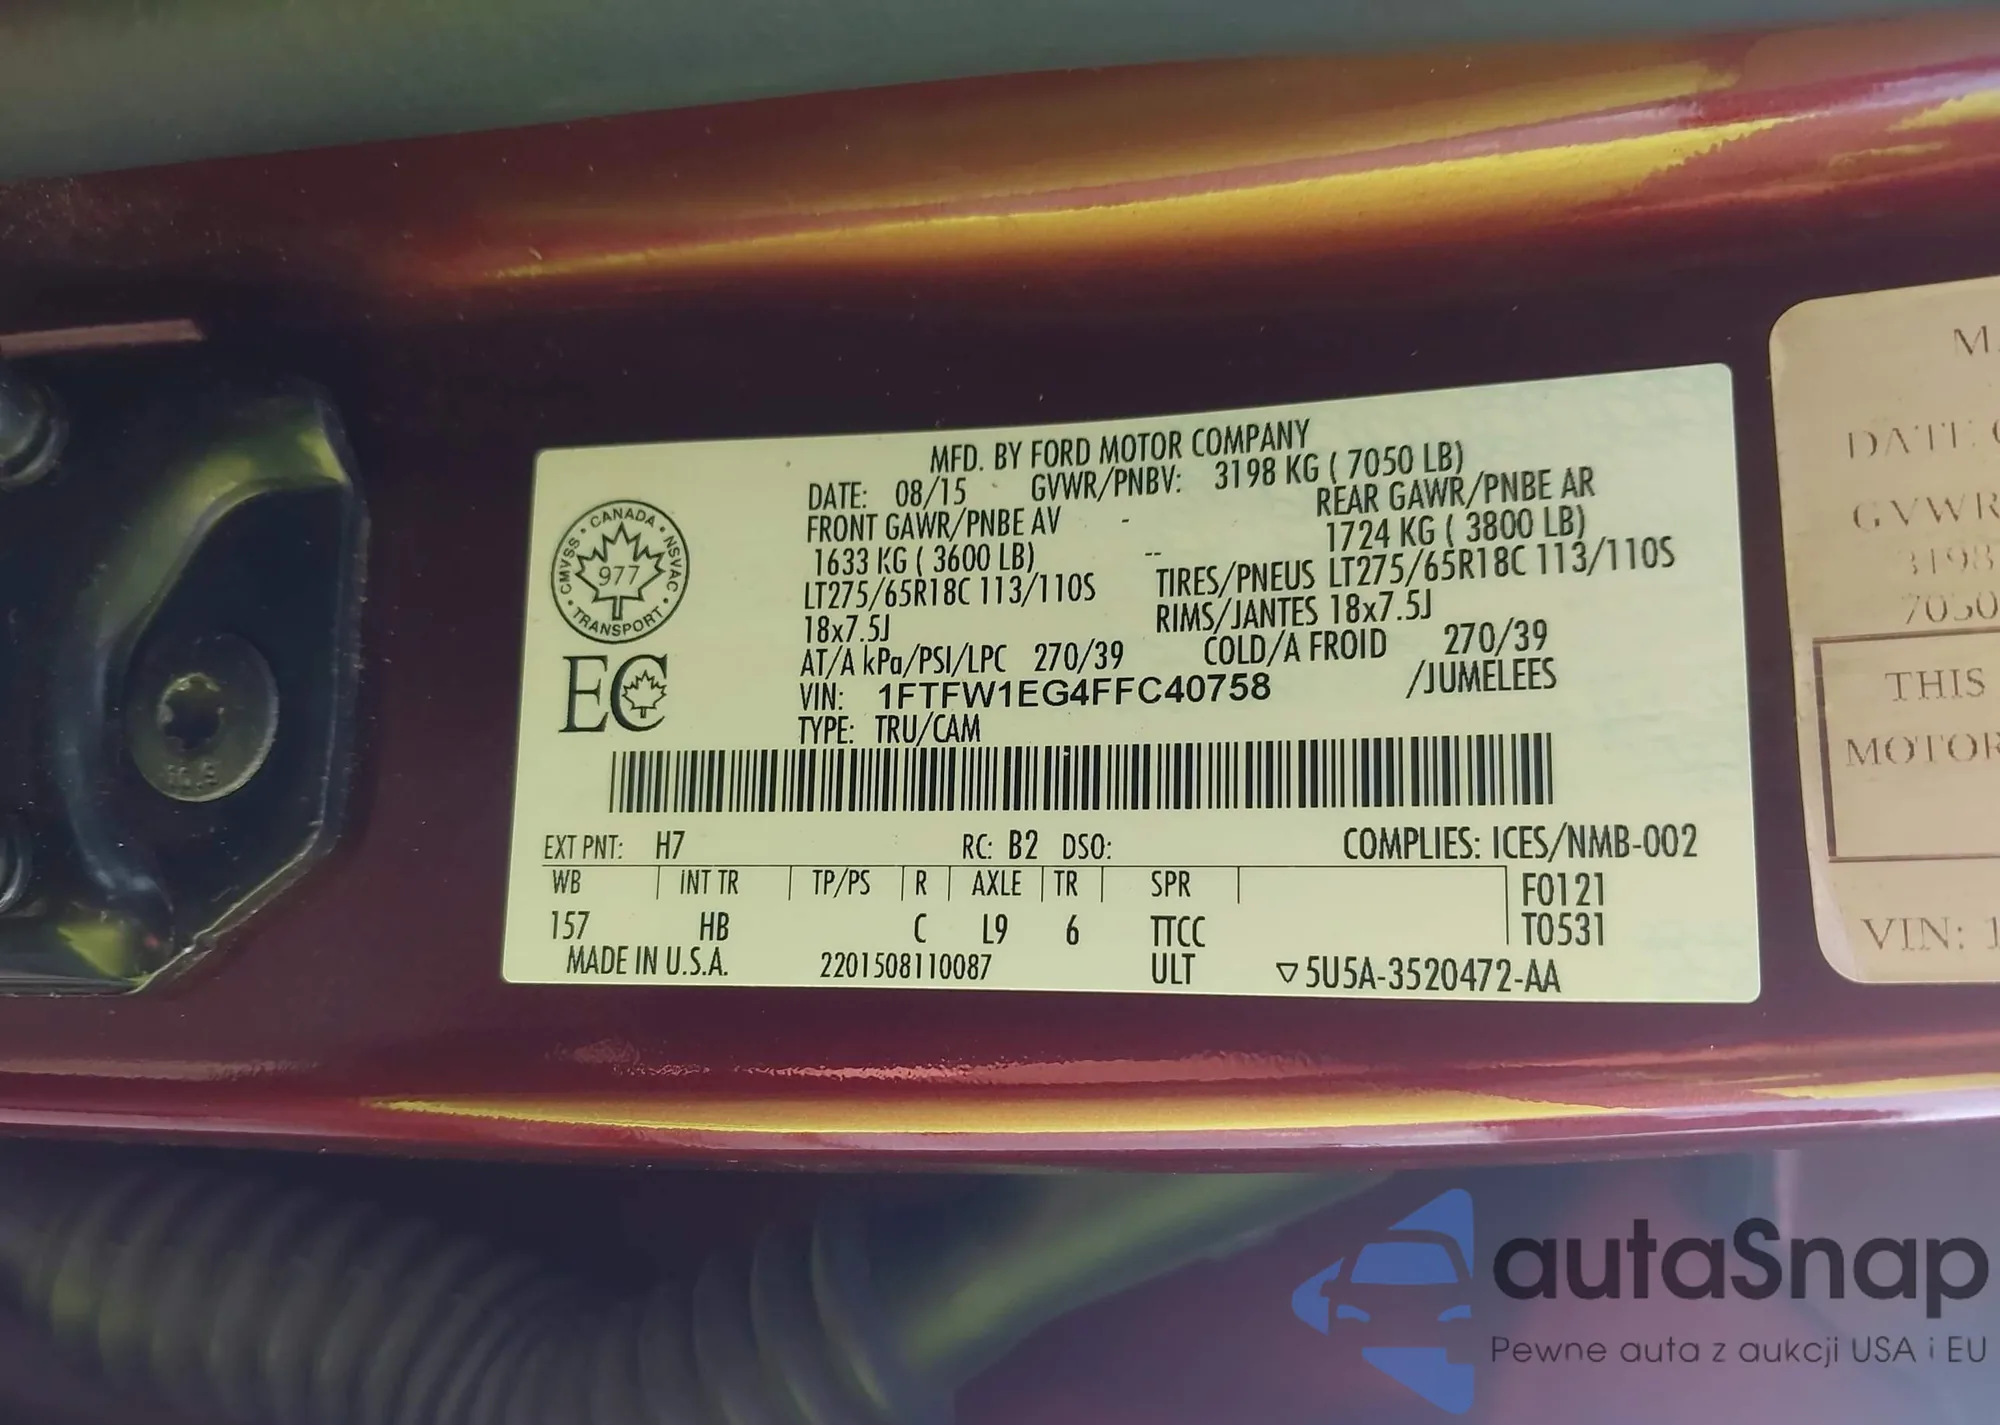 MFD. BY FORD MOTOR COMPANY
DATE: 08/15 GVWR/PNBV: 3198 KG ( 7050 LB)
FRONT GAWR/PNBE AV - REAR GAWR/PNBE AR
1633 KG ( 3600 LB) -- 1724 KG ( 3800 LB)
LT275/65R18C 113/110S TIRES/PNEUS LT275/65R18C 113/110S
18x7.5J RIMS/JANTES 18x7.5J
AT/A kPa/PSI/LPC 270/39 COLD/A FROID 270/39
VIN: 1FTFW1EG4FFC40758 /JUMELEES
TYPE: TRU/CAM
CANADA · NSVAC · TRANSPORT · CMVSS ·
977
EC
EXT PNT: H7 RC: B2 DSO: COMPLIES: ICES/NMB-002
WB INT TR TP/PS R AXLE TR SPR F0121
157 HB C L9 6 TTCC T0531
MADE IN U.S.A. 2201508110087 ULT ▽5U5A-3520472-AA
10.9
DATE
GVWR
3198
7050
THIS
MOTOR
VIN: 1
autaSnap
Pewne auta z aukcji USA i EU